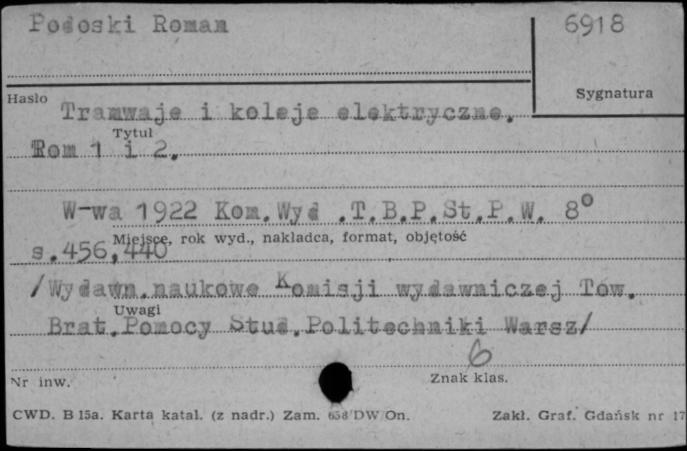 Podoski Roman
6918
Hasło
Sygnatura
Tramwaje i koleje elektryczne.
Tytuł
Tom 1 i 2.
W-wa 1922 Kom.Wyd .T.B.P.St.P.W. 8°
Miejsce, rok wyd., nakładca, format, objętość
s.456,440
/Wydawn.naukowe Komisji wydawniczej Tow.
Uwagi
Brat.Pomocy Stud.Politechniki Warsz/
6
Nr inw.
Znak klas.
CWD. B 15a. Karta katal. (z nadr.) Zam. 658/DW/On.
Zakł. Graf. Gdańsk nr 17